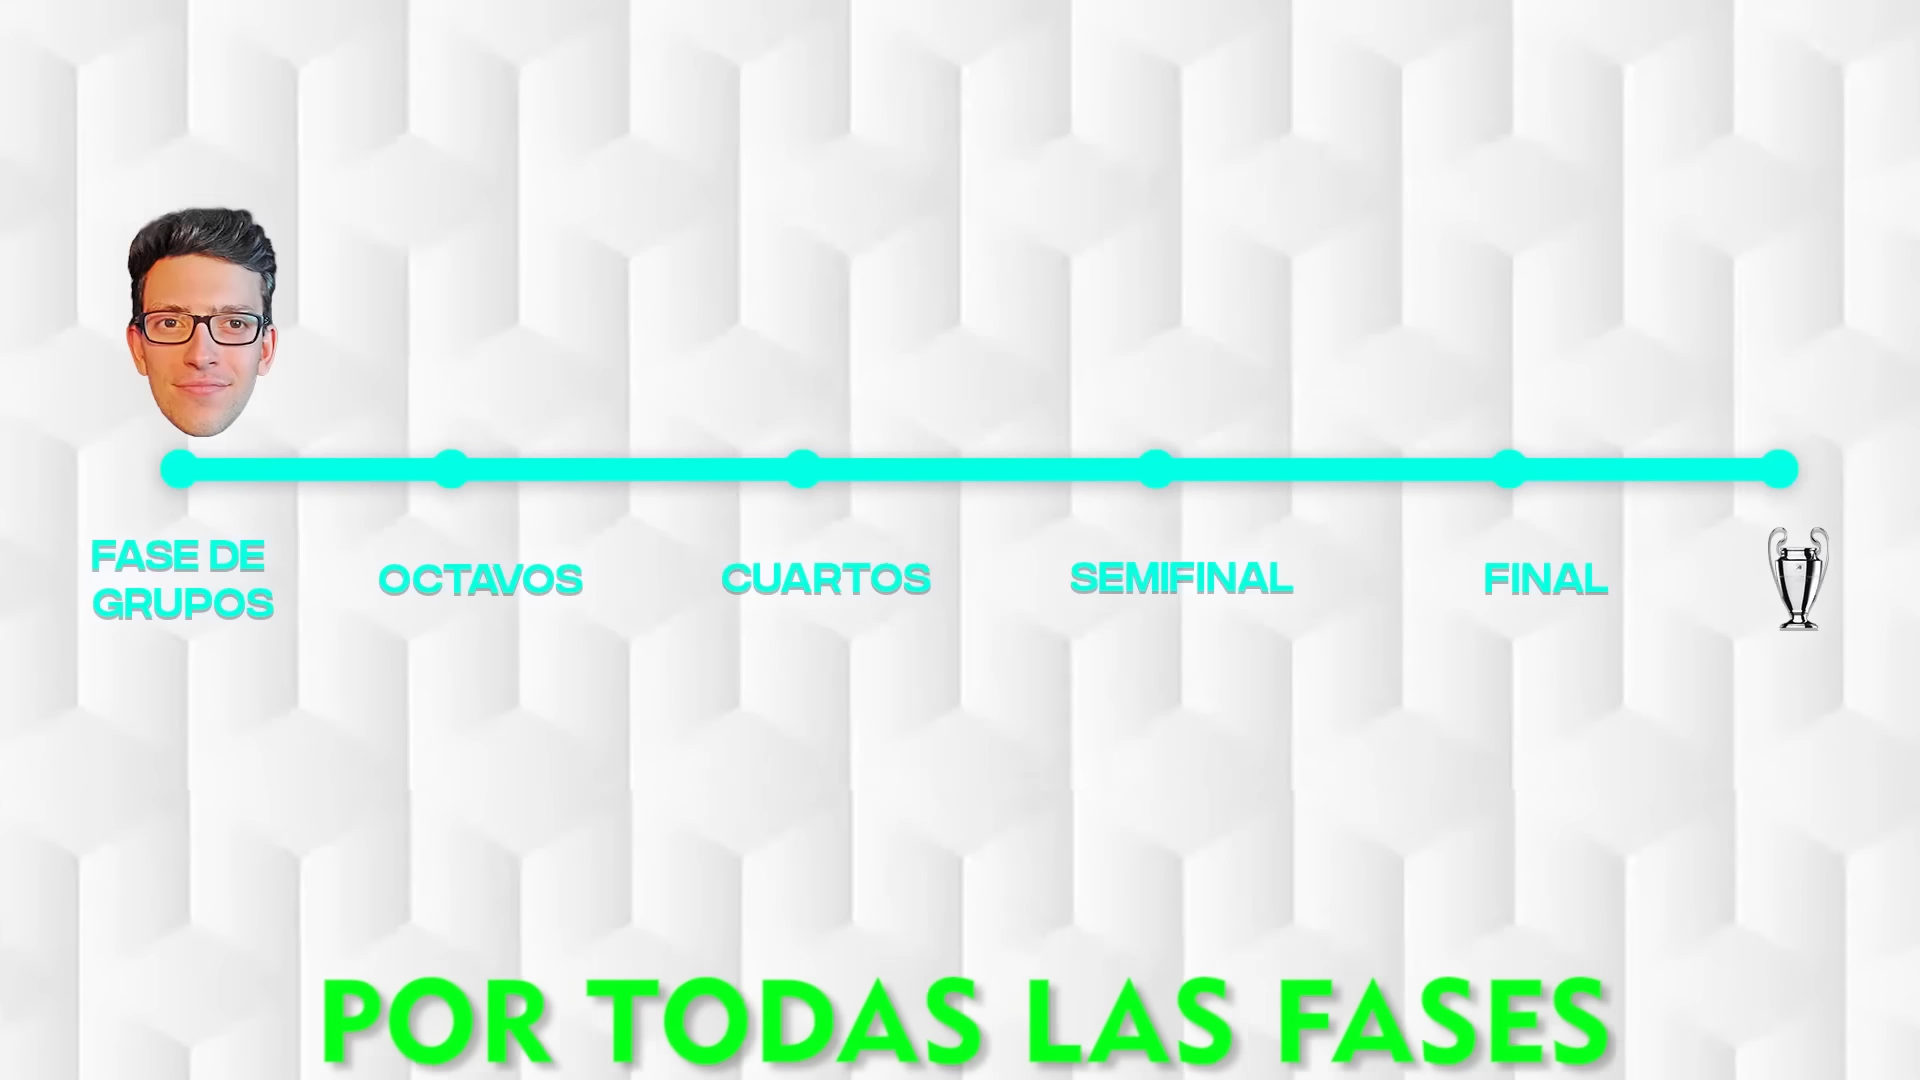 FASE DE
GRUPOS
OCTAVOS
CUARTOS
SEMIFINAL
FINAL
POR TODAS LAS FASES